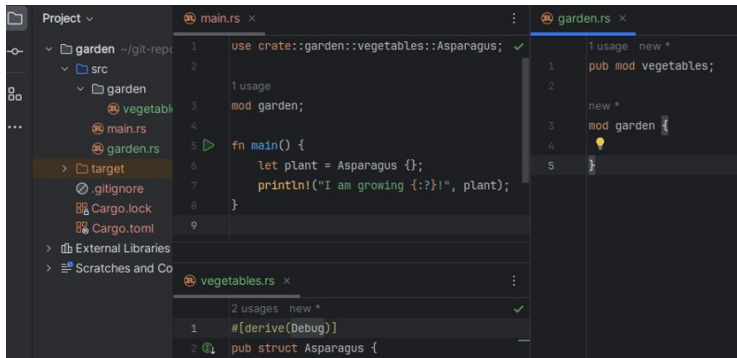 Project
garden ~/git-repo
src
garden
vegetabl
main.rs
garden.rs
target
.gitignore
Cargo.lock
Cargo.toml
External Libraries
Scratches and Co
main.rs
1 use crate::garden::vegetables::Asparagus;
2
1 usage
3 mod garden;
4
5 fn main() {
6 let plant = Asparagus {};
7 println!("I am growing {:?}!", plant);
8 }
9
vegetables.rs
2 usages new *
1 #[derive(Debug)]
2 pub struct Asparagus {
garden.rs
1 usage new *
1 pub mod vegetables;
2
new *
3 mod garden {
4
5 }